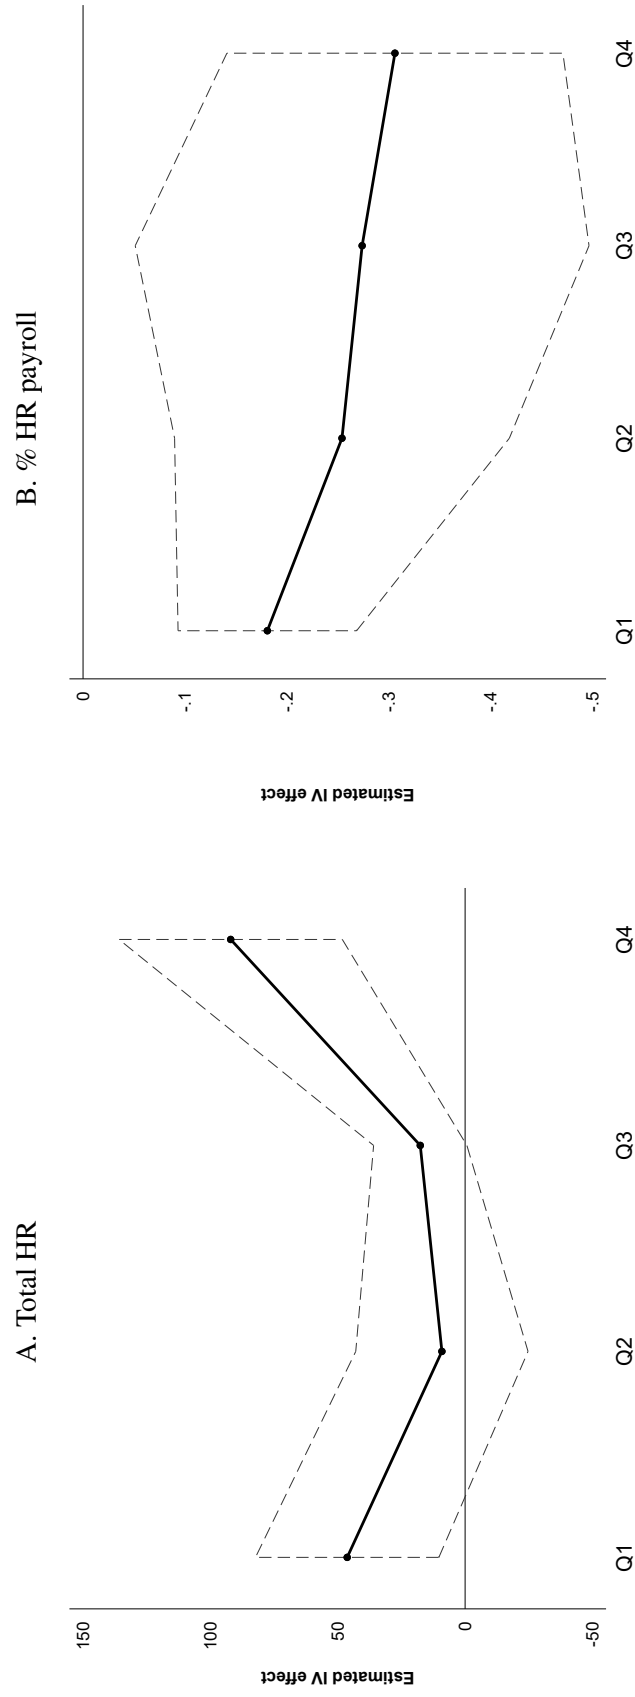 A. Total HR
150
100
50
0
-50
Estimated IV effect
Q1 Q2 Q3 Q4
B. % HR payroll
0
-.1
-.2
-.3
-.4
-.5
Estimated IV effect
Q1 Q2 Q3 Q4